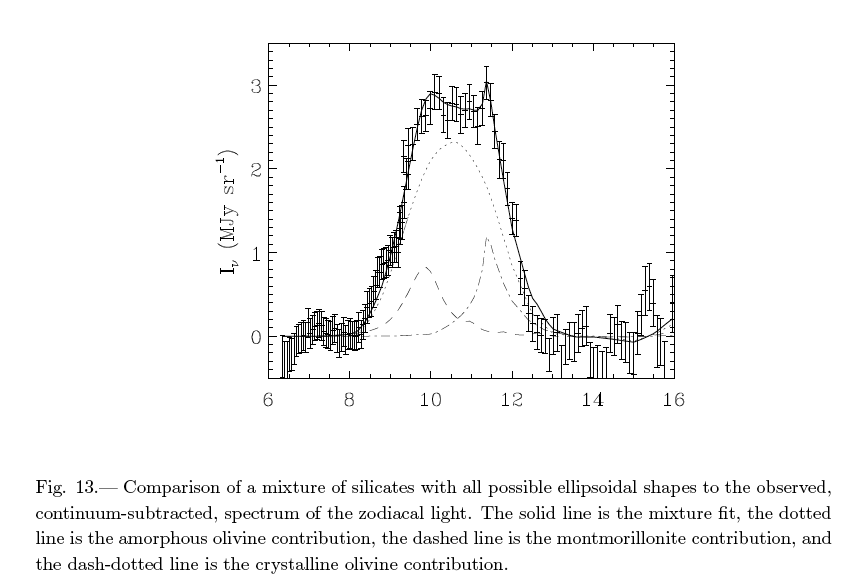 3
2
1
0
I_ν (MJy sr⁻¹)
6 8 10 12 14 16
Fig. 13.— Comparison of a mixture of silicates with all possible ellipsoidal shapes to the observed,
continuum-subtracted, spectrum of the zodiacal light. The solid line is the mixture fit, the dotted
line is the amorphous olivine contribution, the dashed line is the montmorillonite contribution, and
the dash-dotted line is the crystalline olivine contribution.